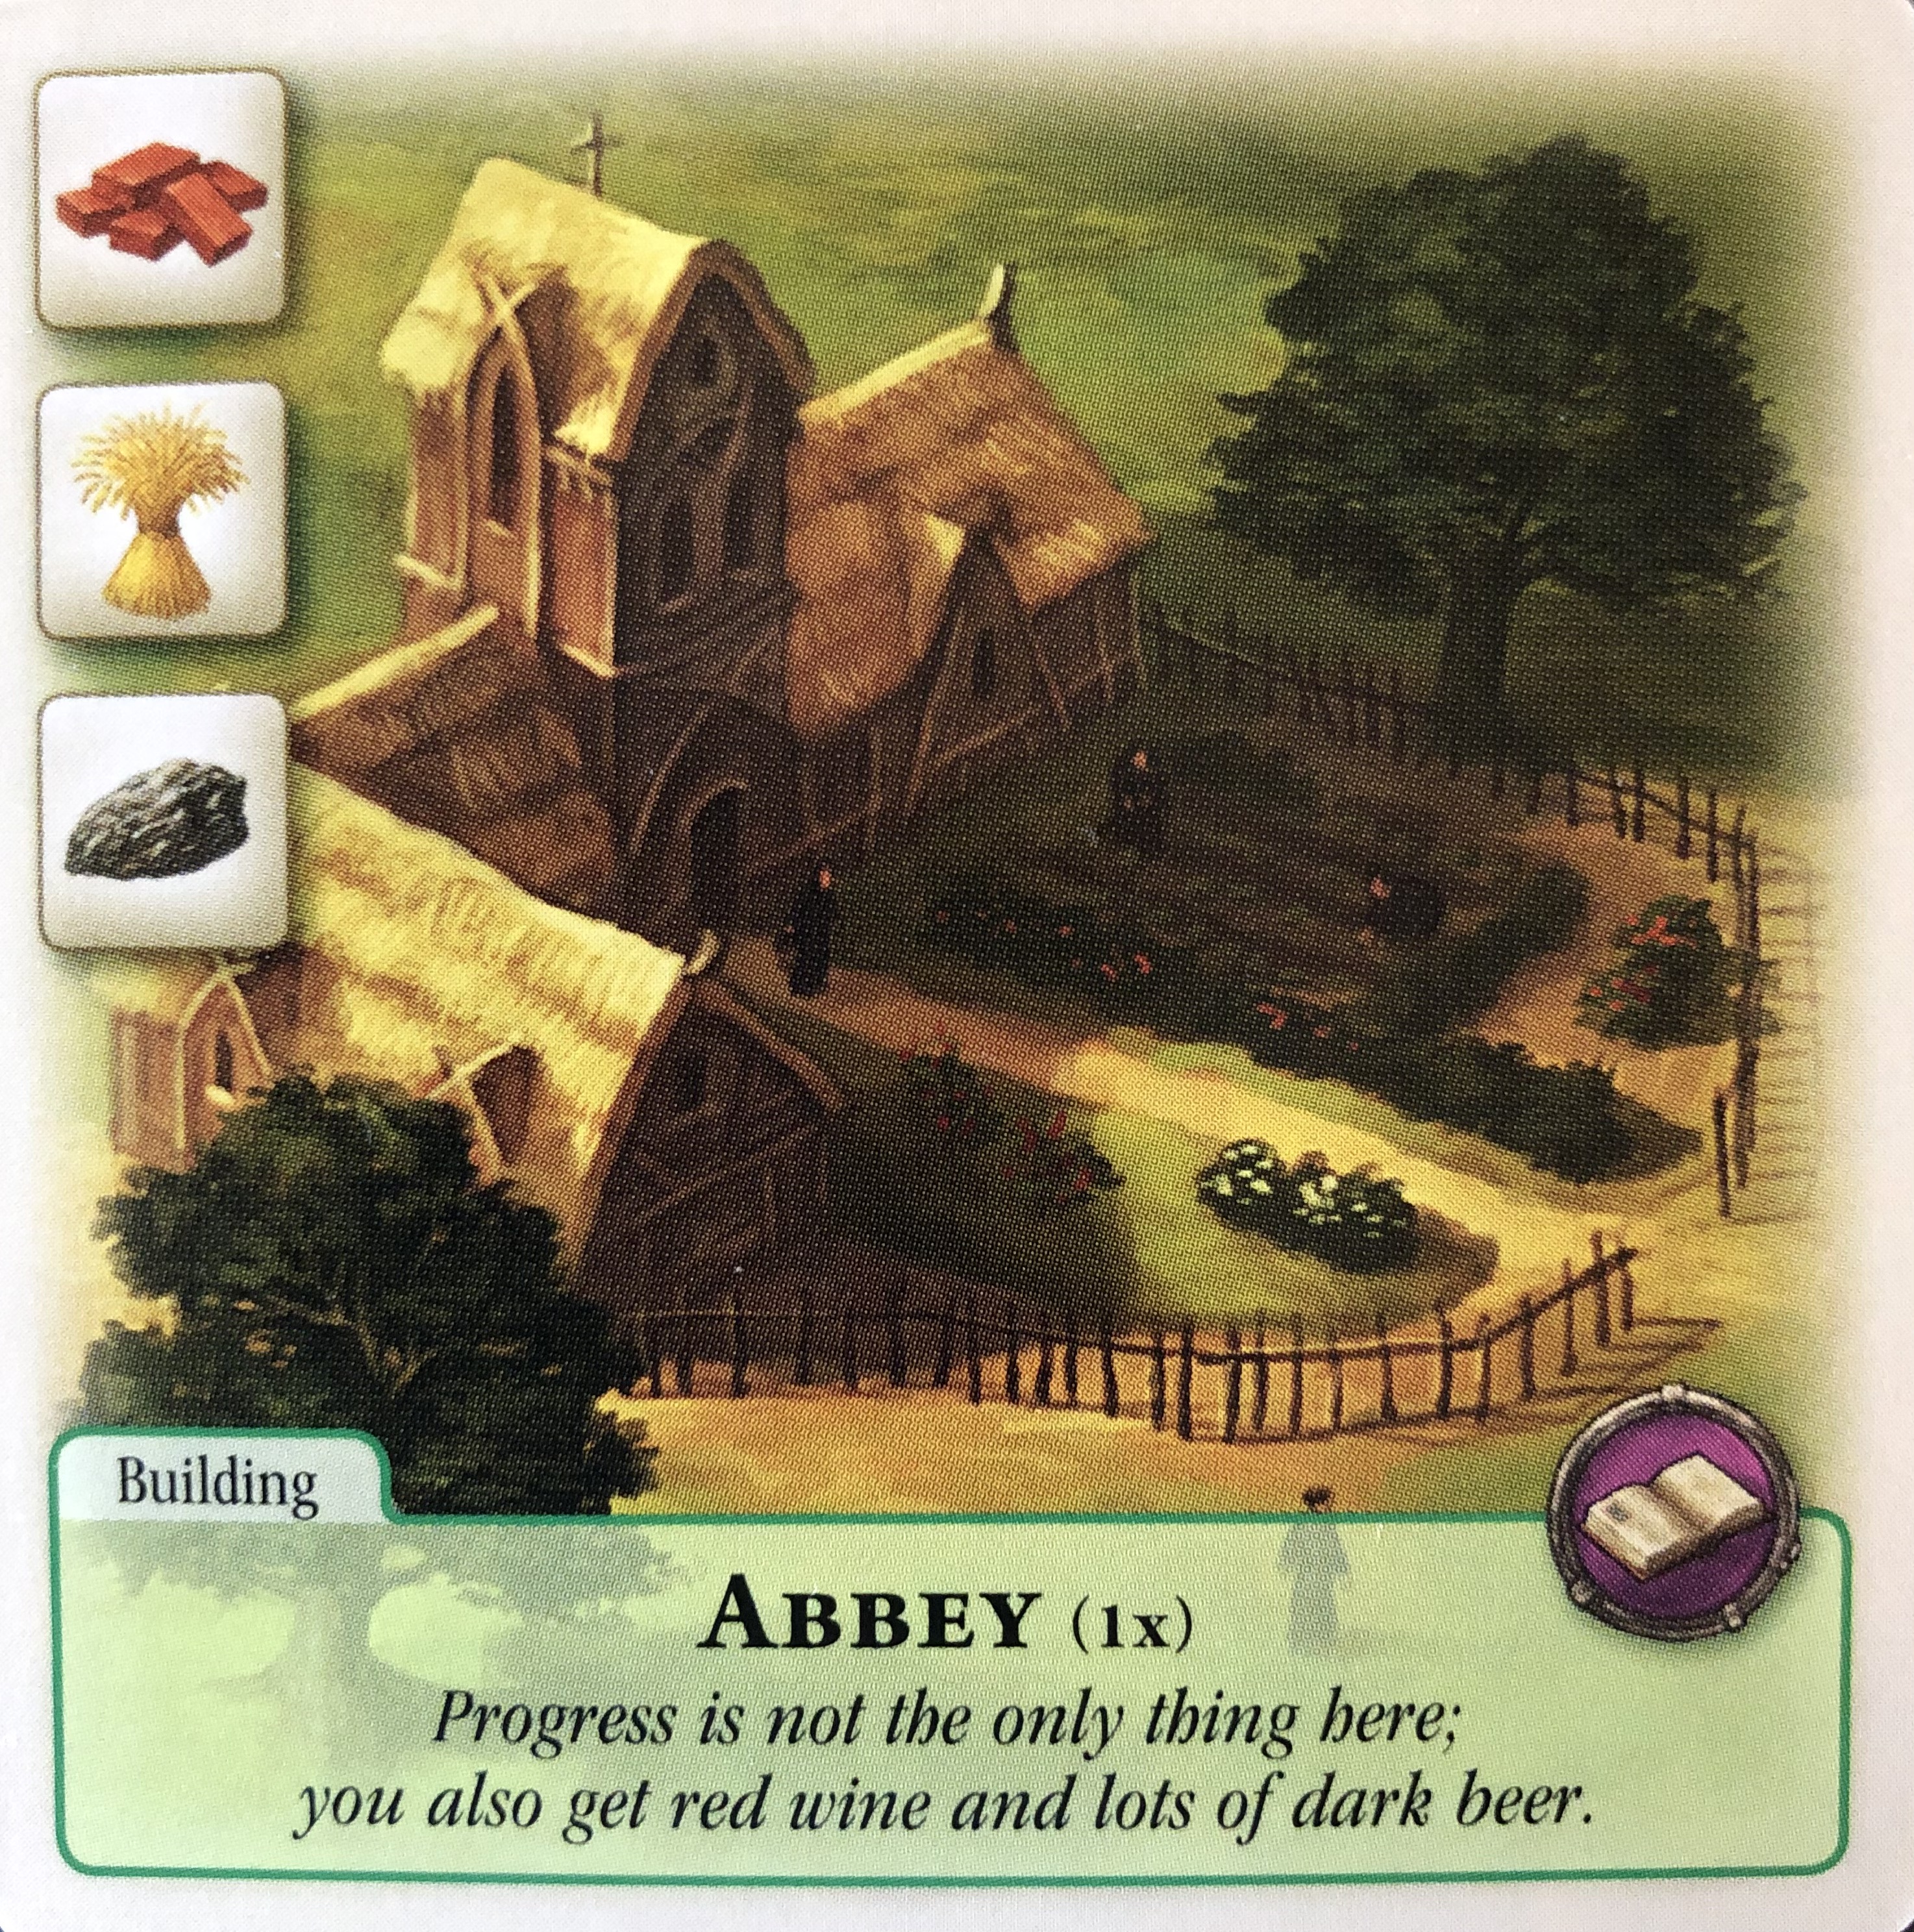 Building
ABBEY (1x)
Progress is not the only thing here;
you also get red wine and lots of dark beer.